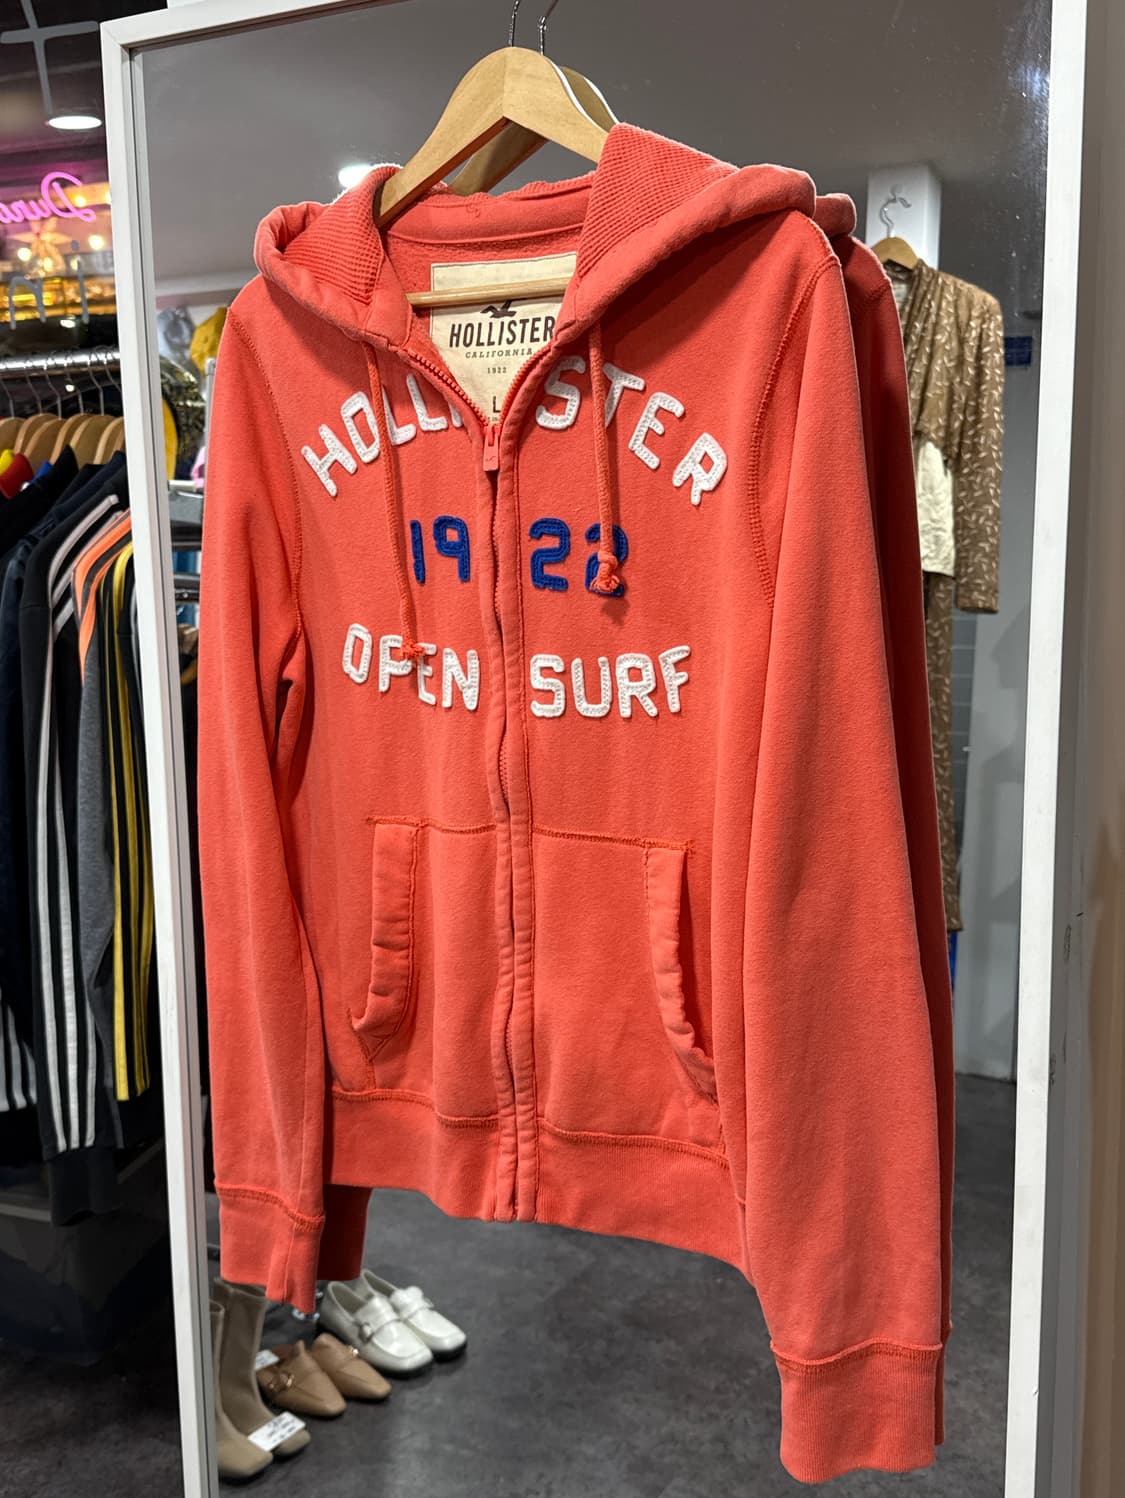 HOLLISTER
CALIFORNIA
1922
L
HOLLISTER
1922
OPEN SURF